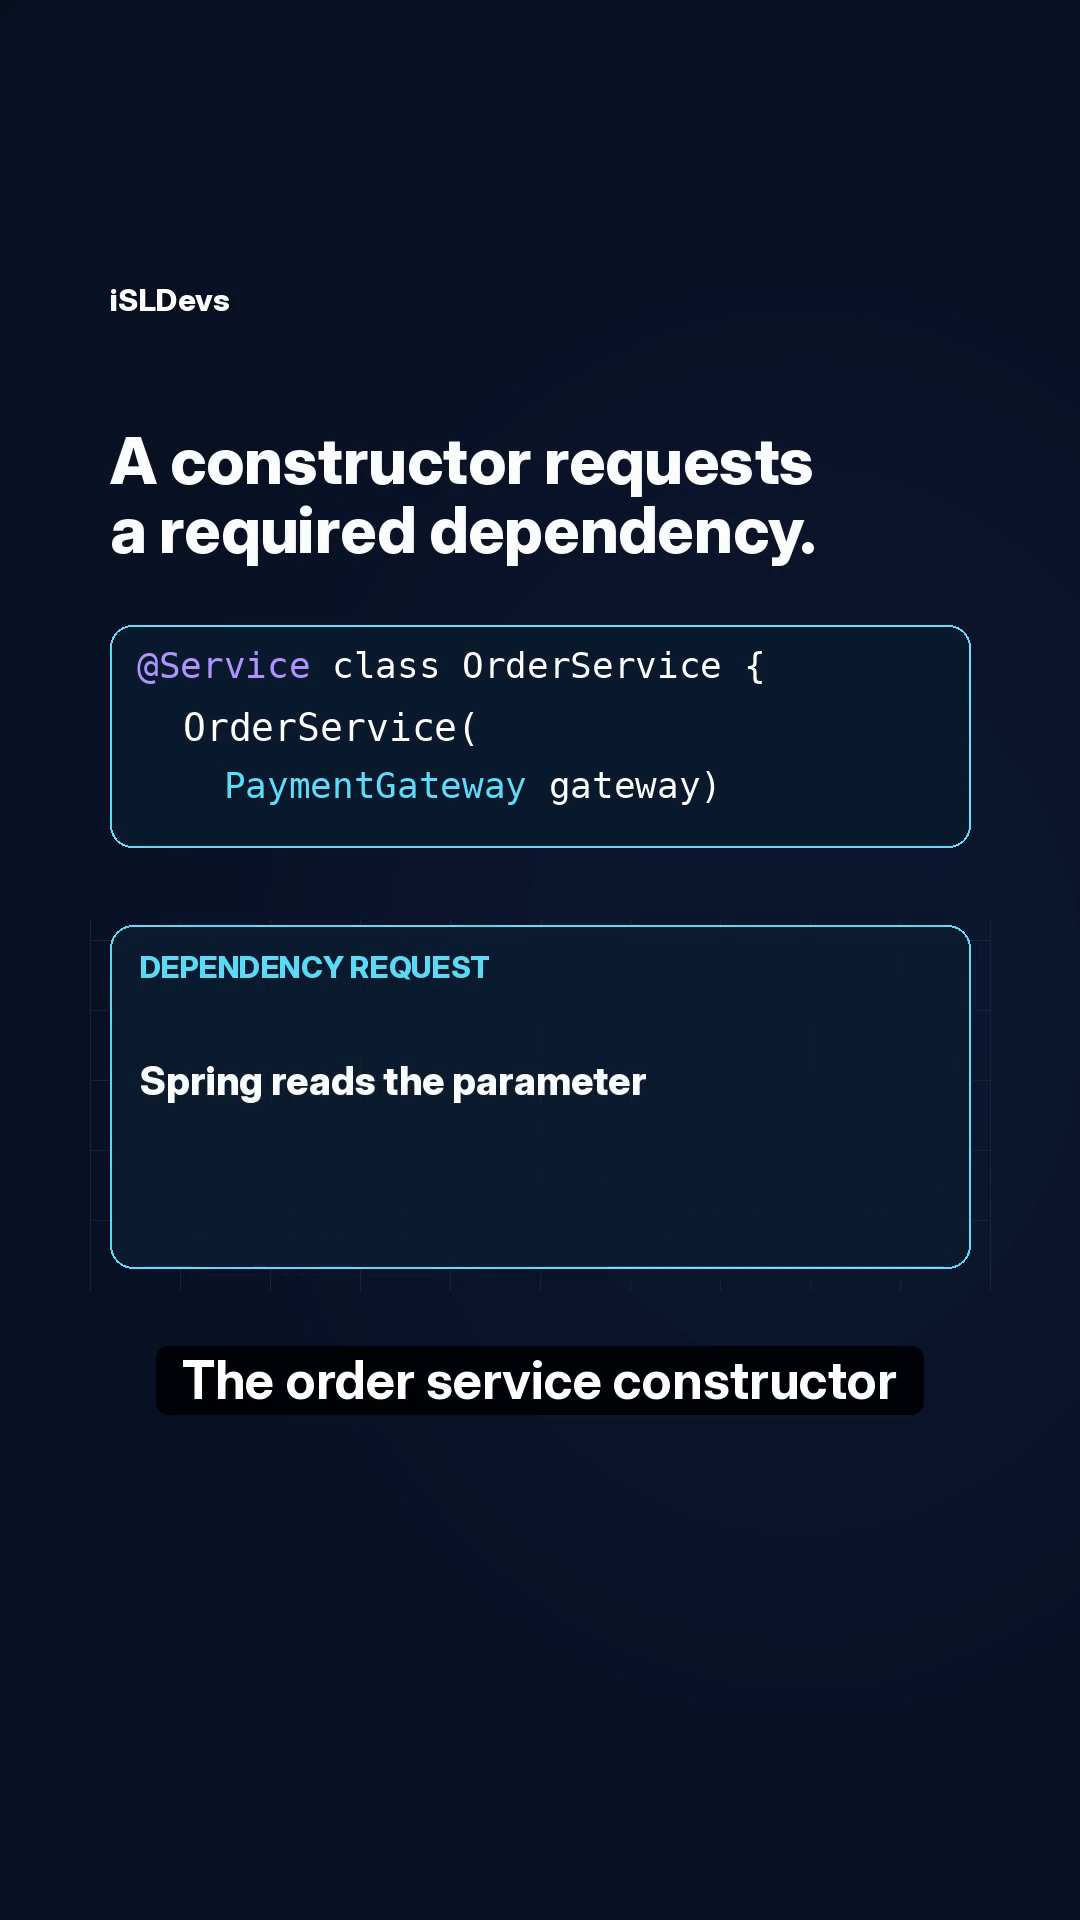 iSLDevs
A constructor requests
a required dependency.
@Service class OrderService {
OrderService(
PaymentGateway gateway)
DEPENDENCY REQUEST
Spring reads the parameter
The order service constructor